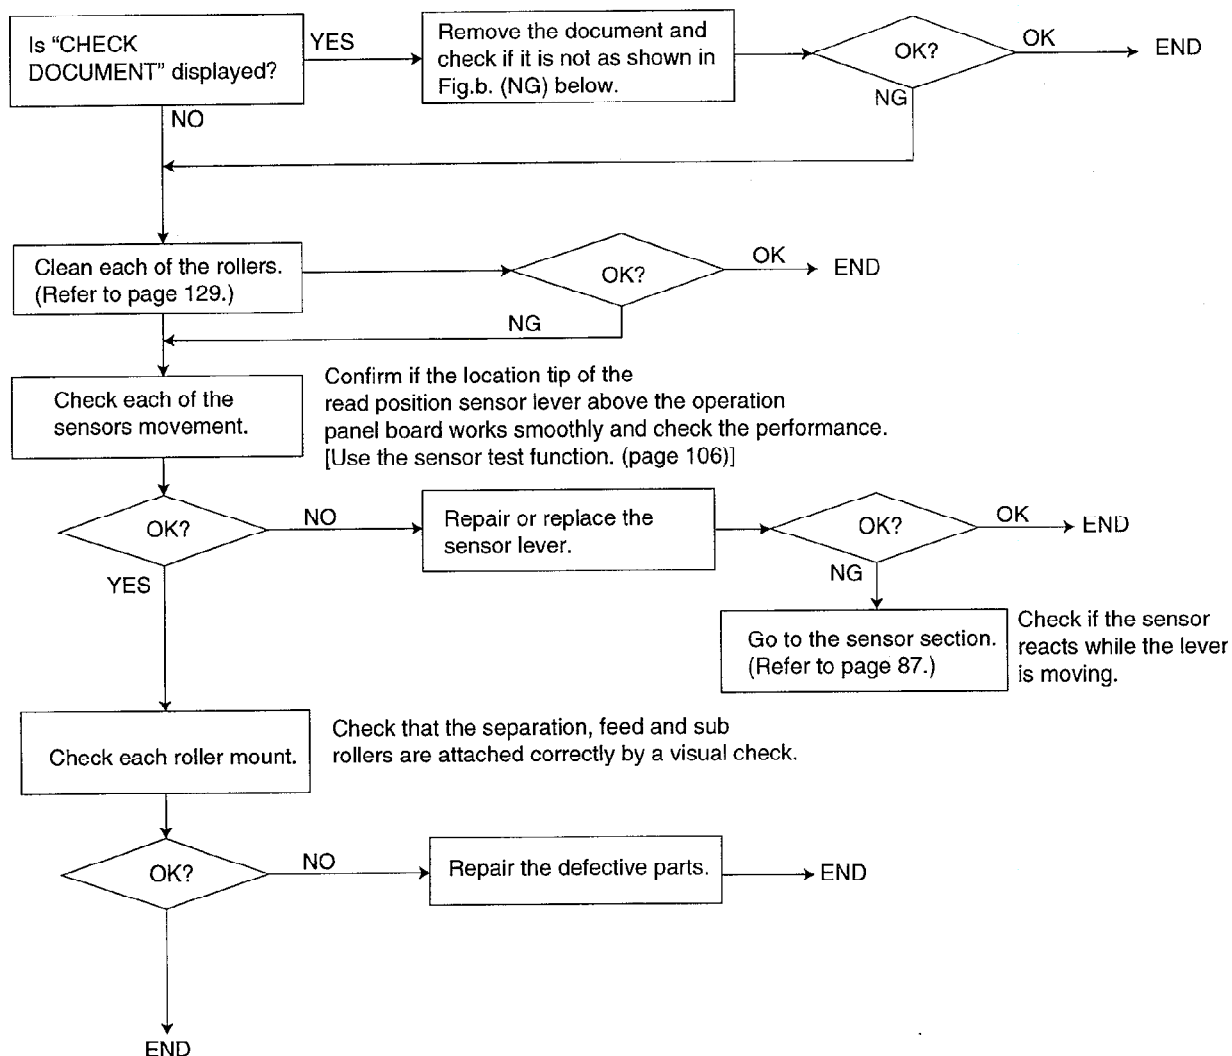 Is “CHECK
DOCUMENT” displayed?
YES
Remove the document and
check if it is not as shown in
Fig.b. (NG) below.
OK?
OK
END
NG
NO
Clean each of the rollers.
(Refer to page 129.)
OK?
OK
END
NG
Check each of the
sensors movement.
Confirm if the location tip of the
read position sensor lever above the operation
panel board works smoothly and check the performance.
[Use the sensor test function. (page 106)]
OK?
NO
Repair or replace the
sensor lever.
OK?
OK
END
YES
NG
Go to the sensor section.
(Refer to page 87.)
Check if the sensor
reacts while the lever
is moving.
Check each roller mount.
Check that the separation, feed and sub
rollers are attached correctly by a visual check.
OK?
NO
Repair the defective parts.
END
END